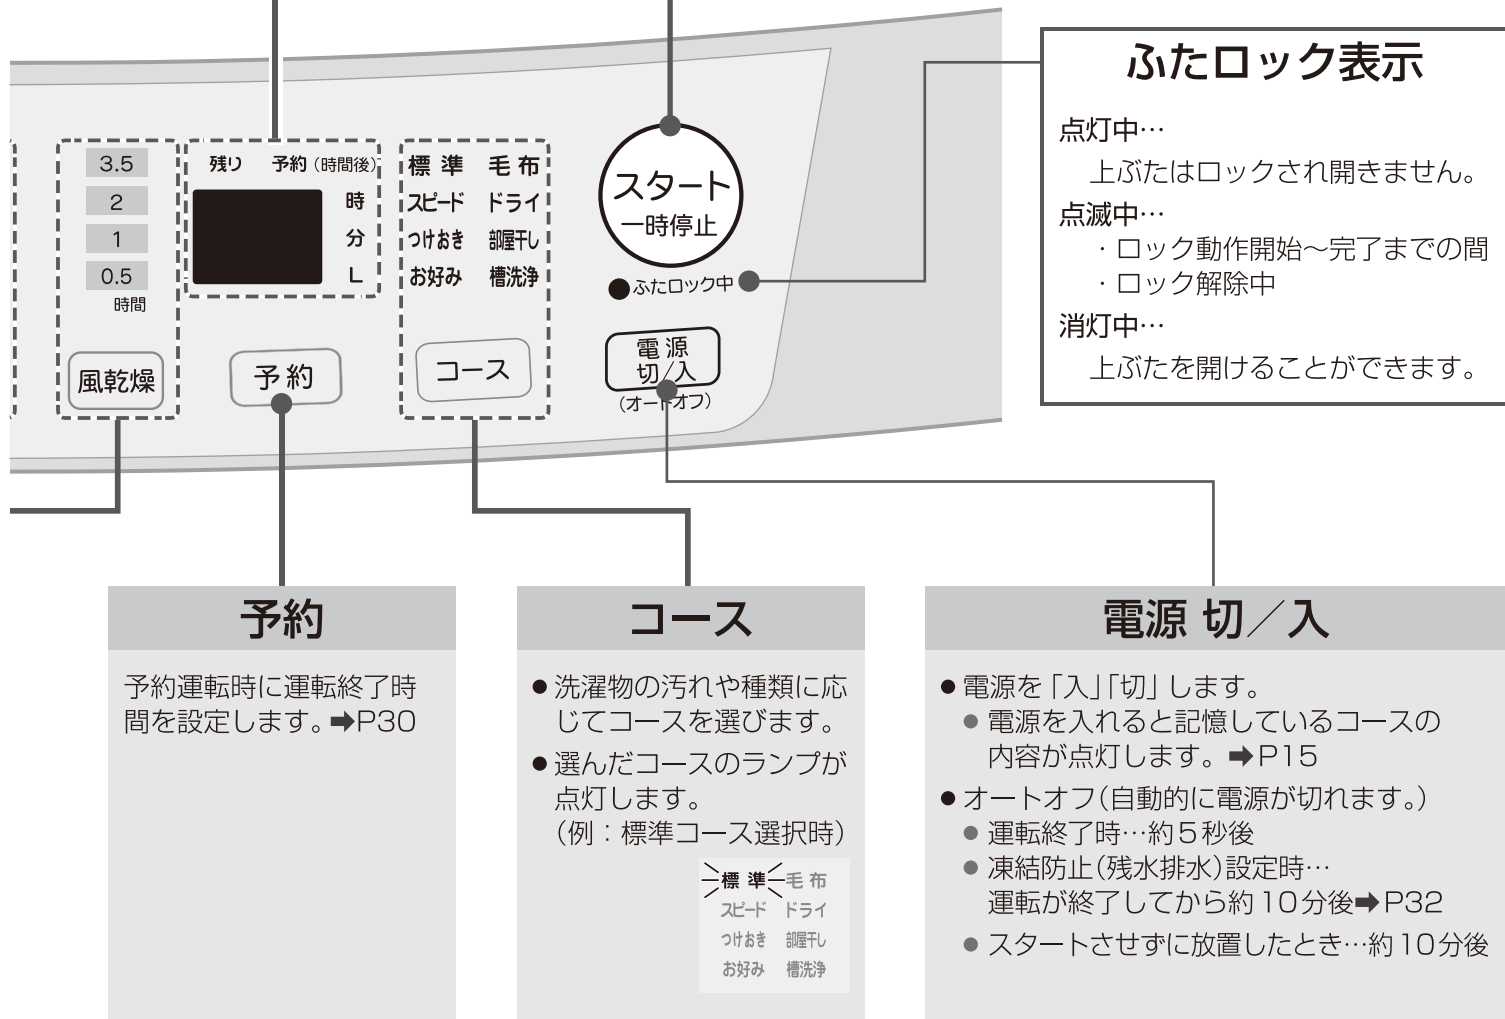 3.5
2
1
0.5
時間
風乾燥
残り 予約(時間後)
時
分
L
予約
標準 毛布
スピード ドライ
つけおき 部屋干し
お好み 槽洗浄
コース
スタート
一時停止
●ふたロック中
電源
切/入
(オートオフ)
ふたロック表示
点灯中…
上ぶたはロックされ開きません。
点滅中…
・ロック動作開始～完了までの間
・ロック解除中
消灯中…
上ぶたを開けることができます。
予約
予約運転時に運転終了時
間を設定します。➡P30
コース
●洗濯物の汚れや種類に応
じてコースを選びます。
●選んだコースのランプが
点灯します。
(例：標準コース選択時)
標準 毛布
スピード ドライ
つけおき 部屋干し
お好み 槽洗浄
電源 切／入
●電源を「入」「切」します。
●電源を入れると記憶しているコースの
内容が点灯します。➡P15
●オートオフ(自動的に電源が切れます。)
●運転終了時…約5秒後
●凍結防止(残水排水)設定時…
運転が終了してから約10分後➡P32
●スタートさせずに放置したとき…約10分後